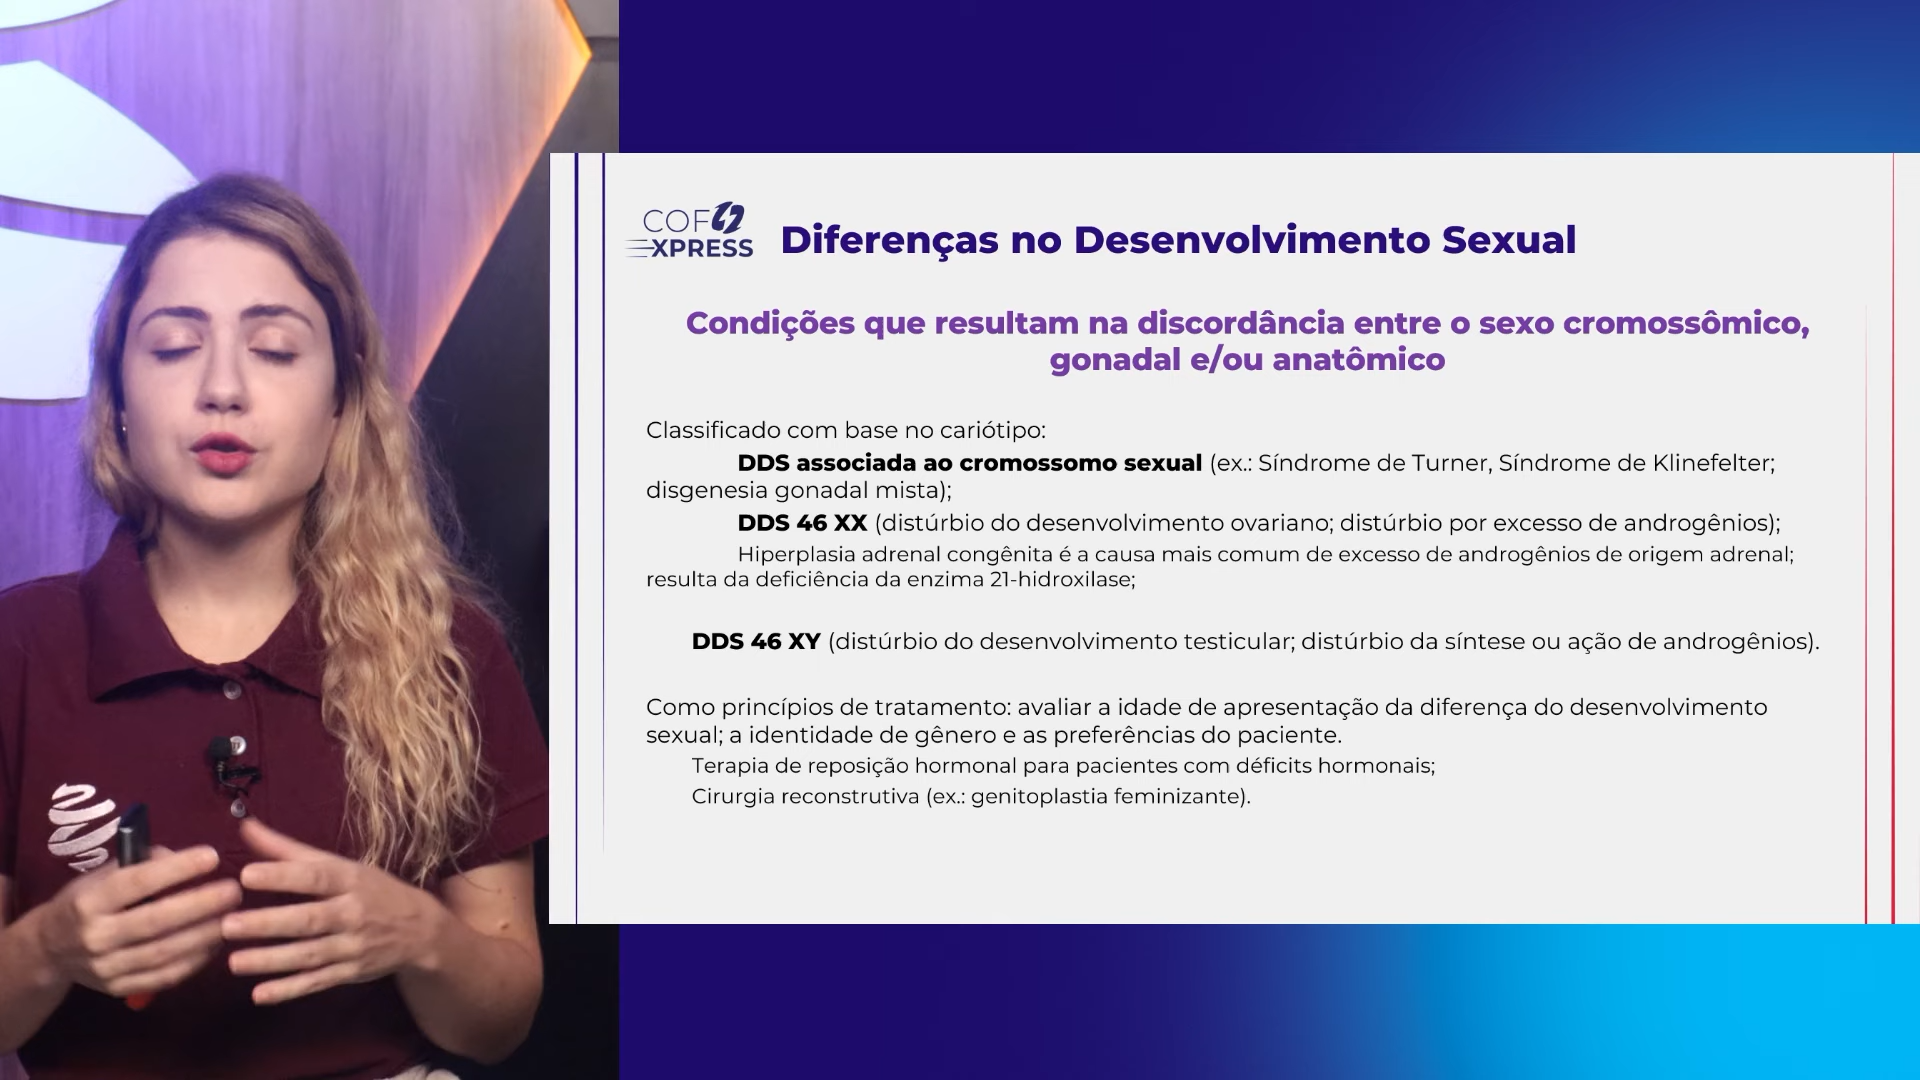 COF
EXPRESS
Diferenças no Desenvolvimento Sexual
Condições que resultam na discordância entre o sexo cromossômico,
gonadal e/ou anatômico
Classificado com base no cariótipo:
DDS associada ao cromossomo sexual (ex.: Síndrome de Turner, Síndrome de Klinefelter;
disgenesia gonadal mista);
DDS 46 XX (distúrbio do desenvolvimento ovariano; distúrbio por excesso de androgênios);
Hiperplasia adrenal congênita é a causa mais comum de excesso de androgênios de origem adrenal;
resulta da deficiência da enzima 21-hidroxilase;
DDS 46 XY (distúrbio do desenvolvimento testicular; distúrbio da síntese ou ação de androgênios).
Como princípios de tratamento: avaliar a idade de apresentação da diferença do desenvolvimento
sexual; a identidade de gênero e as preferências do paciente.
Terapia de reposição hormonal para pacientes com déficits hormonais;
Cirurgia reconstrutiva (ex.: genitoplastia feminizante).